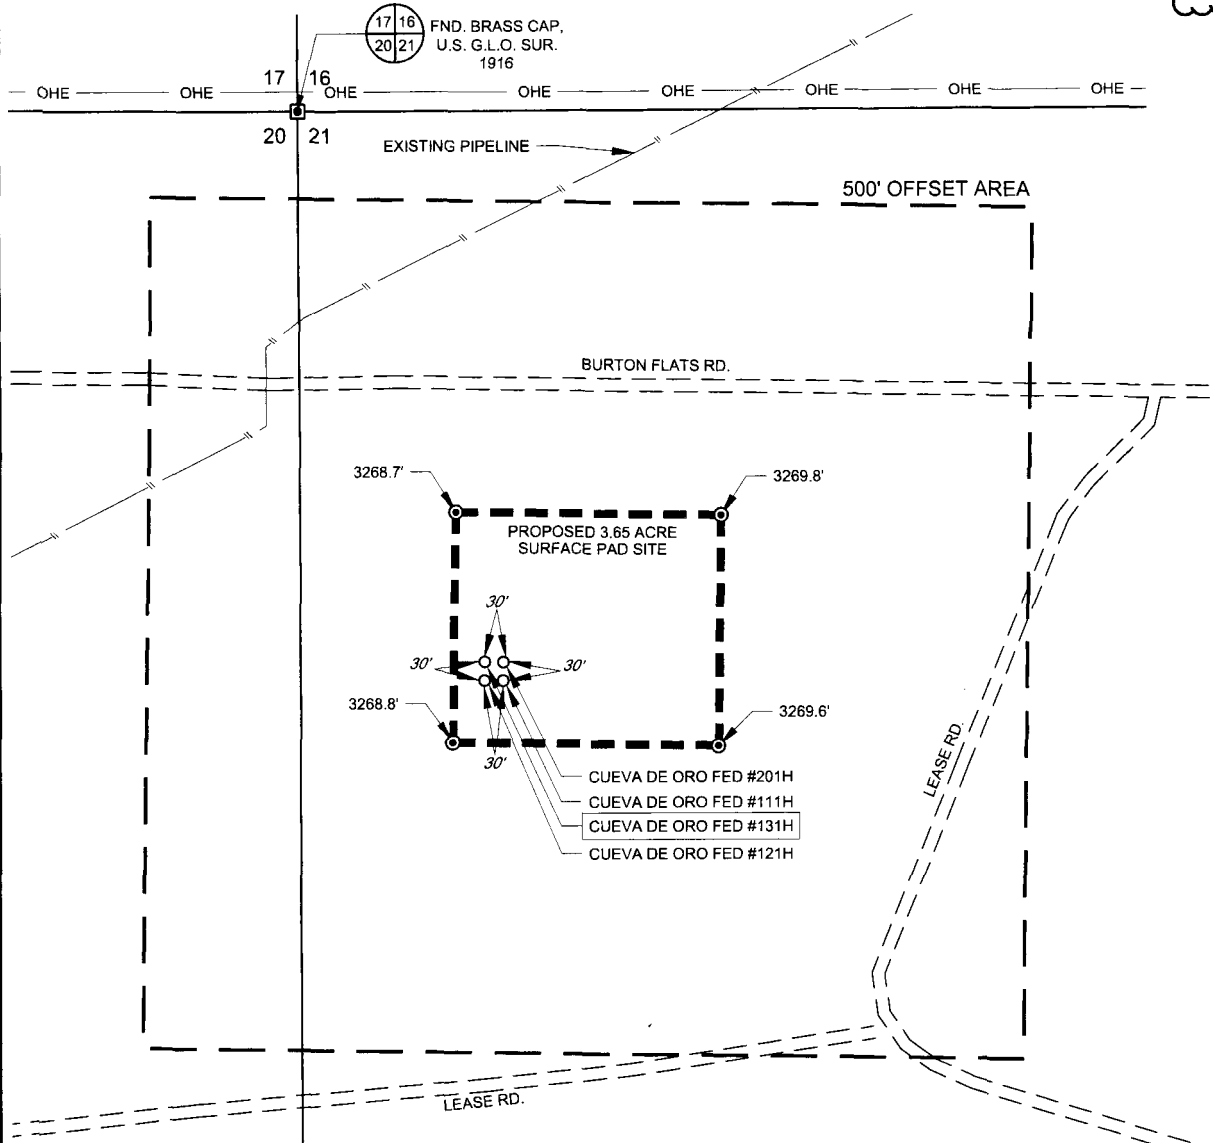 3
17 16
20 21
FND. BRASS CAP,
U.S. G.L.O. SUR.
1916
17 16
OHE OHE OHE OHE OHE OHE OHE
20 21
EXISTING PIPELINE
500' OFFSET AREA
BURTON FLATS RD.
3268.7'
3269.8'
PROPOSED 3.65 ACRE
SURFACE PAD SITE
30'
30' 30'
3268.8'
3269.6'
30'
CUEVA DE ORO FED #201H
CUEVA DE ORO FED #111H
CUEVA DE ORO FED #131H
CUEVA DE ORO FED #121H
LEASE RD.
LEASE RD.